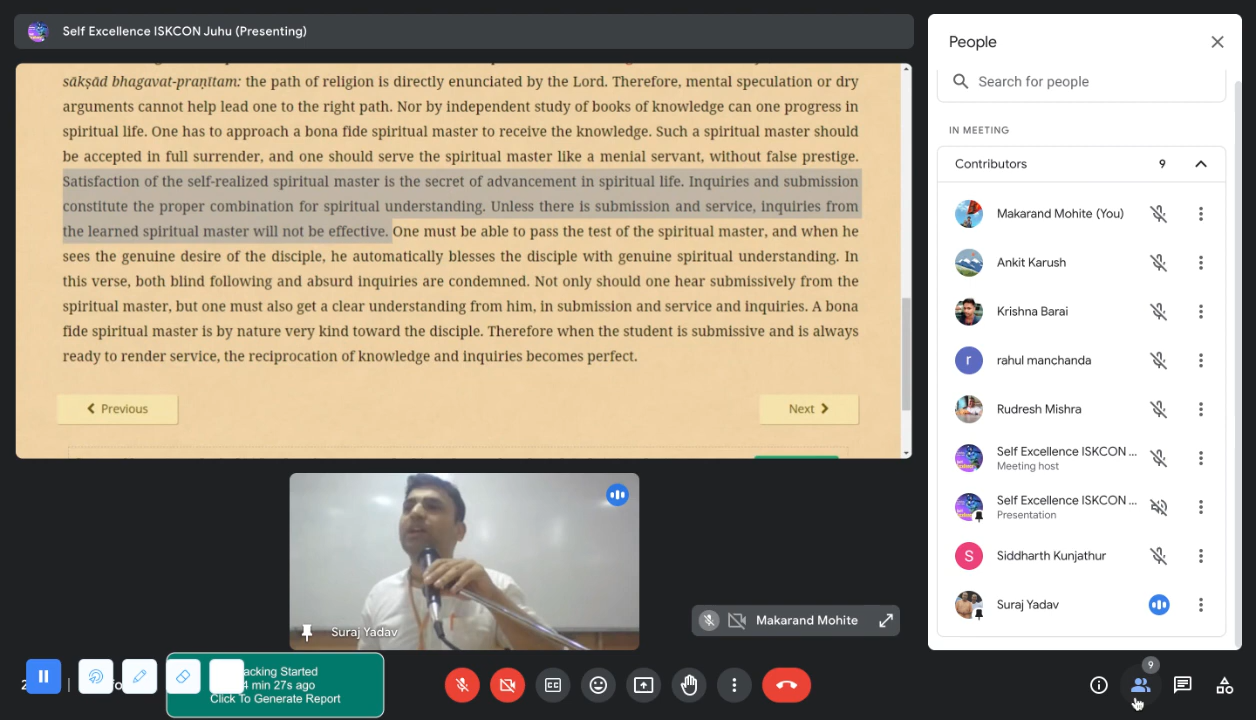 Self Excellence ISKCON Juhu (Presenting)
sākṣād bhagavat-praṇītam: the path of religion is directly enunciated by the Lord. Therefore, mental speculation or dry
arguments cannot help lead one to the right path. Nor by independent study of books of knowledge can one progress in
spiritual life. One has to approach a bona fide spiritual master to receive the knowledge. Such a spiritual master should
be accepted in full surrender, and one should serve the spiritual master like a menial servant, without false prestige.
Satisfaction of the self-realized spiritual master is the secret of advancement in spiritual life. Inquiries and submission
constitute the proper combination for spiritual understanding. Unless there is submission and service, inquiries from
the learned spiritual master will not be effective. One must be able to pass the test of the spiritual master, and when he
sees the genuine desire of the disciple, he automatically blesses the disciple with genuine spiritual understanding. In
this verse, both blind following and absurd inquiries are condemned. Not only should one hear submissively from the
spiritual master, but one must also get a clear understanding from him, in submission and service and inquiries. A bona
fide spiritual master is by nature very kind toward the disciple. Therefore when the student is submissive and is always
ready to render service, the reciprocation of knowledge and inquiries becomes perfect.
Previous
Next
Suraj Yadav
Makarand Mohite
acking Started
4 min 27s ago
Click To Generate Report
CC
People
Search for people
IN MEETING
Contributors 9
Makarand Mohite (You)
Ankit Karush
Krishna Barai
r rahul manchanda
Rudresh Mishra
Self Excellence ISKCON ...
Meeting host
Self Excellence ISKCON ...
Presentation
S Siddharth Kunjathur
Suraj Yadav
9